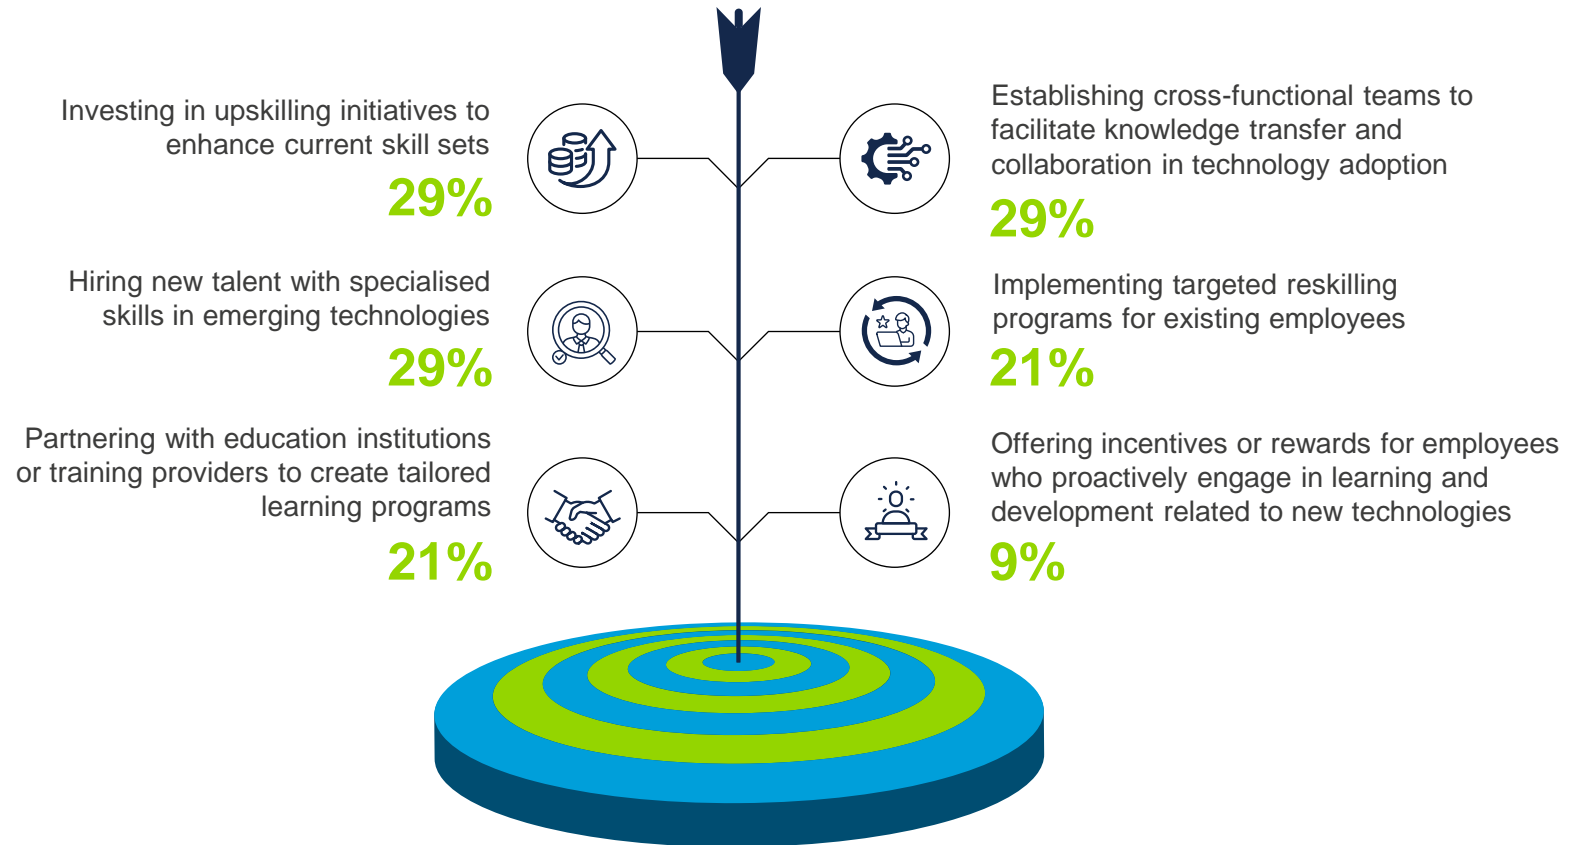 Investing in upskilling initiatives to
enhance current skill sets
29%
Establishing cross-functional teams to
facilitate knowledge transfer and
collaboration in technology adoption
29%
Hiring new talent with specialised
skills in emerging technologies
29%
Implementing targeted reskilling
programs for existing employees
21%
Partnering with education institutions
or training providers to create tailored
learning programs
21%
Offering incentives or rewards for employees
who proactively engage in learning and
development related to new technologies
9%